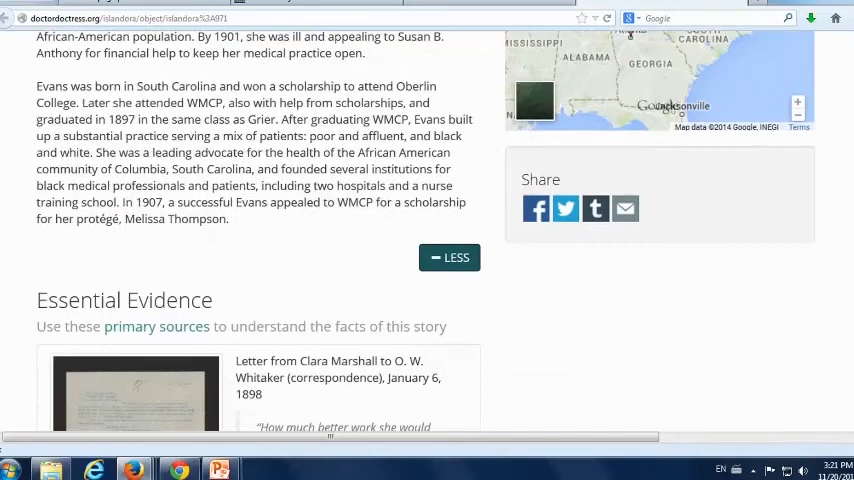 doctordoctress.org/islandora/object/islandora%3A971
Google
African-American population. By 1901, she was ill and appealing to Susan B.
Anthony for financial help to keep her medical practice open.
Evans was born in South Carolina and won a scholarship to attend Oberlin
College. Later she attended WMCP, also with help from scholarships, and
graduated in 1897 in the same class as Grier. After graduating WMCP, Evans built
up a substantial practice serving a mix of patients: poor and affluent, and black
and white. She was a leading advocate for the health of the African American
community of Columbia, South Carolina, and founded several institutions for
black medical professionals and patients, including two hospitals and a nurse
training school. In 1907, a successful Evans appealed to WMCP for a scholarship
for her protégé, Melissa Thompson.
LESS
Essential Evidence
Use these primary sources to understand the facts of this story
Letter from Clara Marshall to O. W.
Whitaker (correspondence), January 6,
1898
“How much better work she would
CAROLINA
MISSISSIPPI
ALABAMA
GEORGIA
Google
Jacksonville
Map data ©2014 Google, INEGI
Terms
Share
EN
3:21 PM